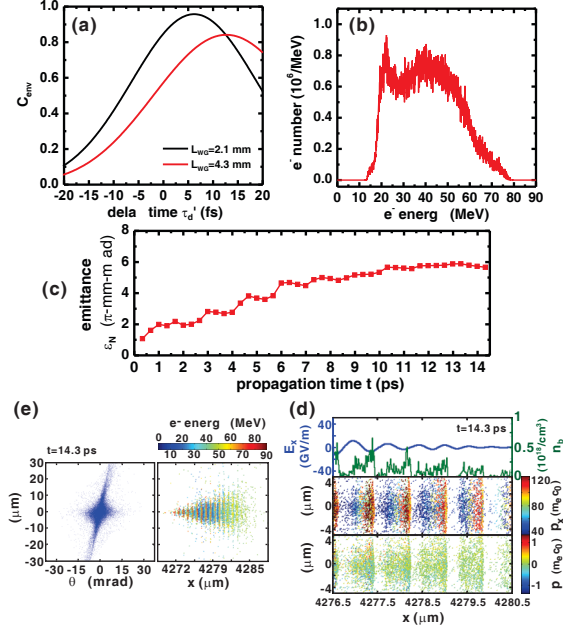 (a)
C_env
1.0
0.8
0.6
0.4
0.2
0.0
L_WG=2.1 mm
L_WG=4.3 mm
-20 -15 -10 -5 0 5 10 15 20
dela time τ_d' (fs)
(b)
e⁻ number (10⁶/MeV)
1.0
0.8
0.6
0.4
0.2
0.0
0 10 20 30 40 50 60 70 80 90
e⁻ energ (MeV)
(c)
emittance
ε_N (π-mm-m ad)
8
6
4
2
0
0 1 2 3 4 5 6 7 8 9 10 11 12 13 14
propagation time t (ps)
(e)
e⁻ energ (MeV)
0 10 20 30 40 50 60 70 80 90
t=14.3 ps
(μm)
30
20
10
0
-10
-20
-30
-30 -15 0 15 30
θ (mrad)
4272 4279 4285
x (μm)
(d)
E_x
(GV/m)
40
0
-40
t=14.3 ps
1
0.5
0
n_b
(10¹⁸/cm³)
(μm)
4
0
-4
120
80
40
p_x (m_e c_0)
(μm)
4
0
-4
1
0
-1
p (m_e c_0)
4276.5 4277.5 4278.5 4279.5 4280.5
x (μm)